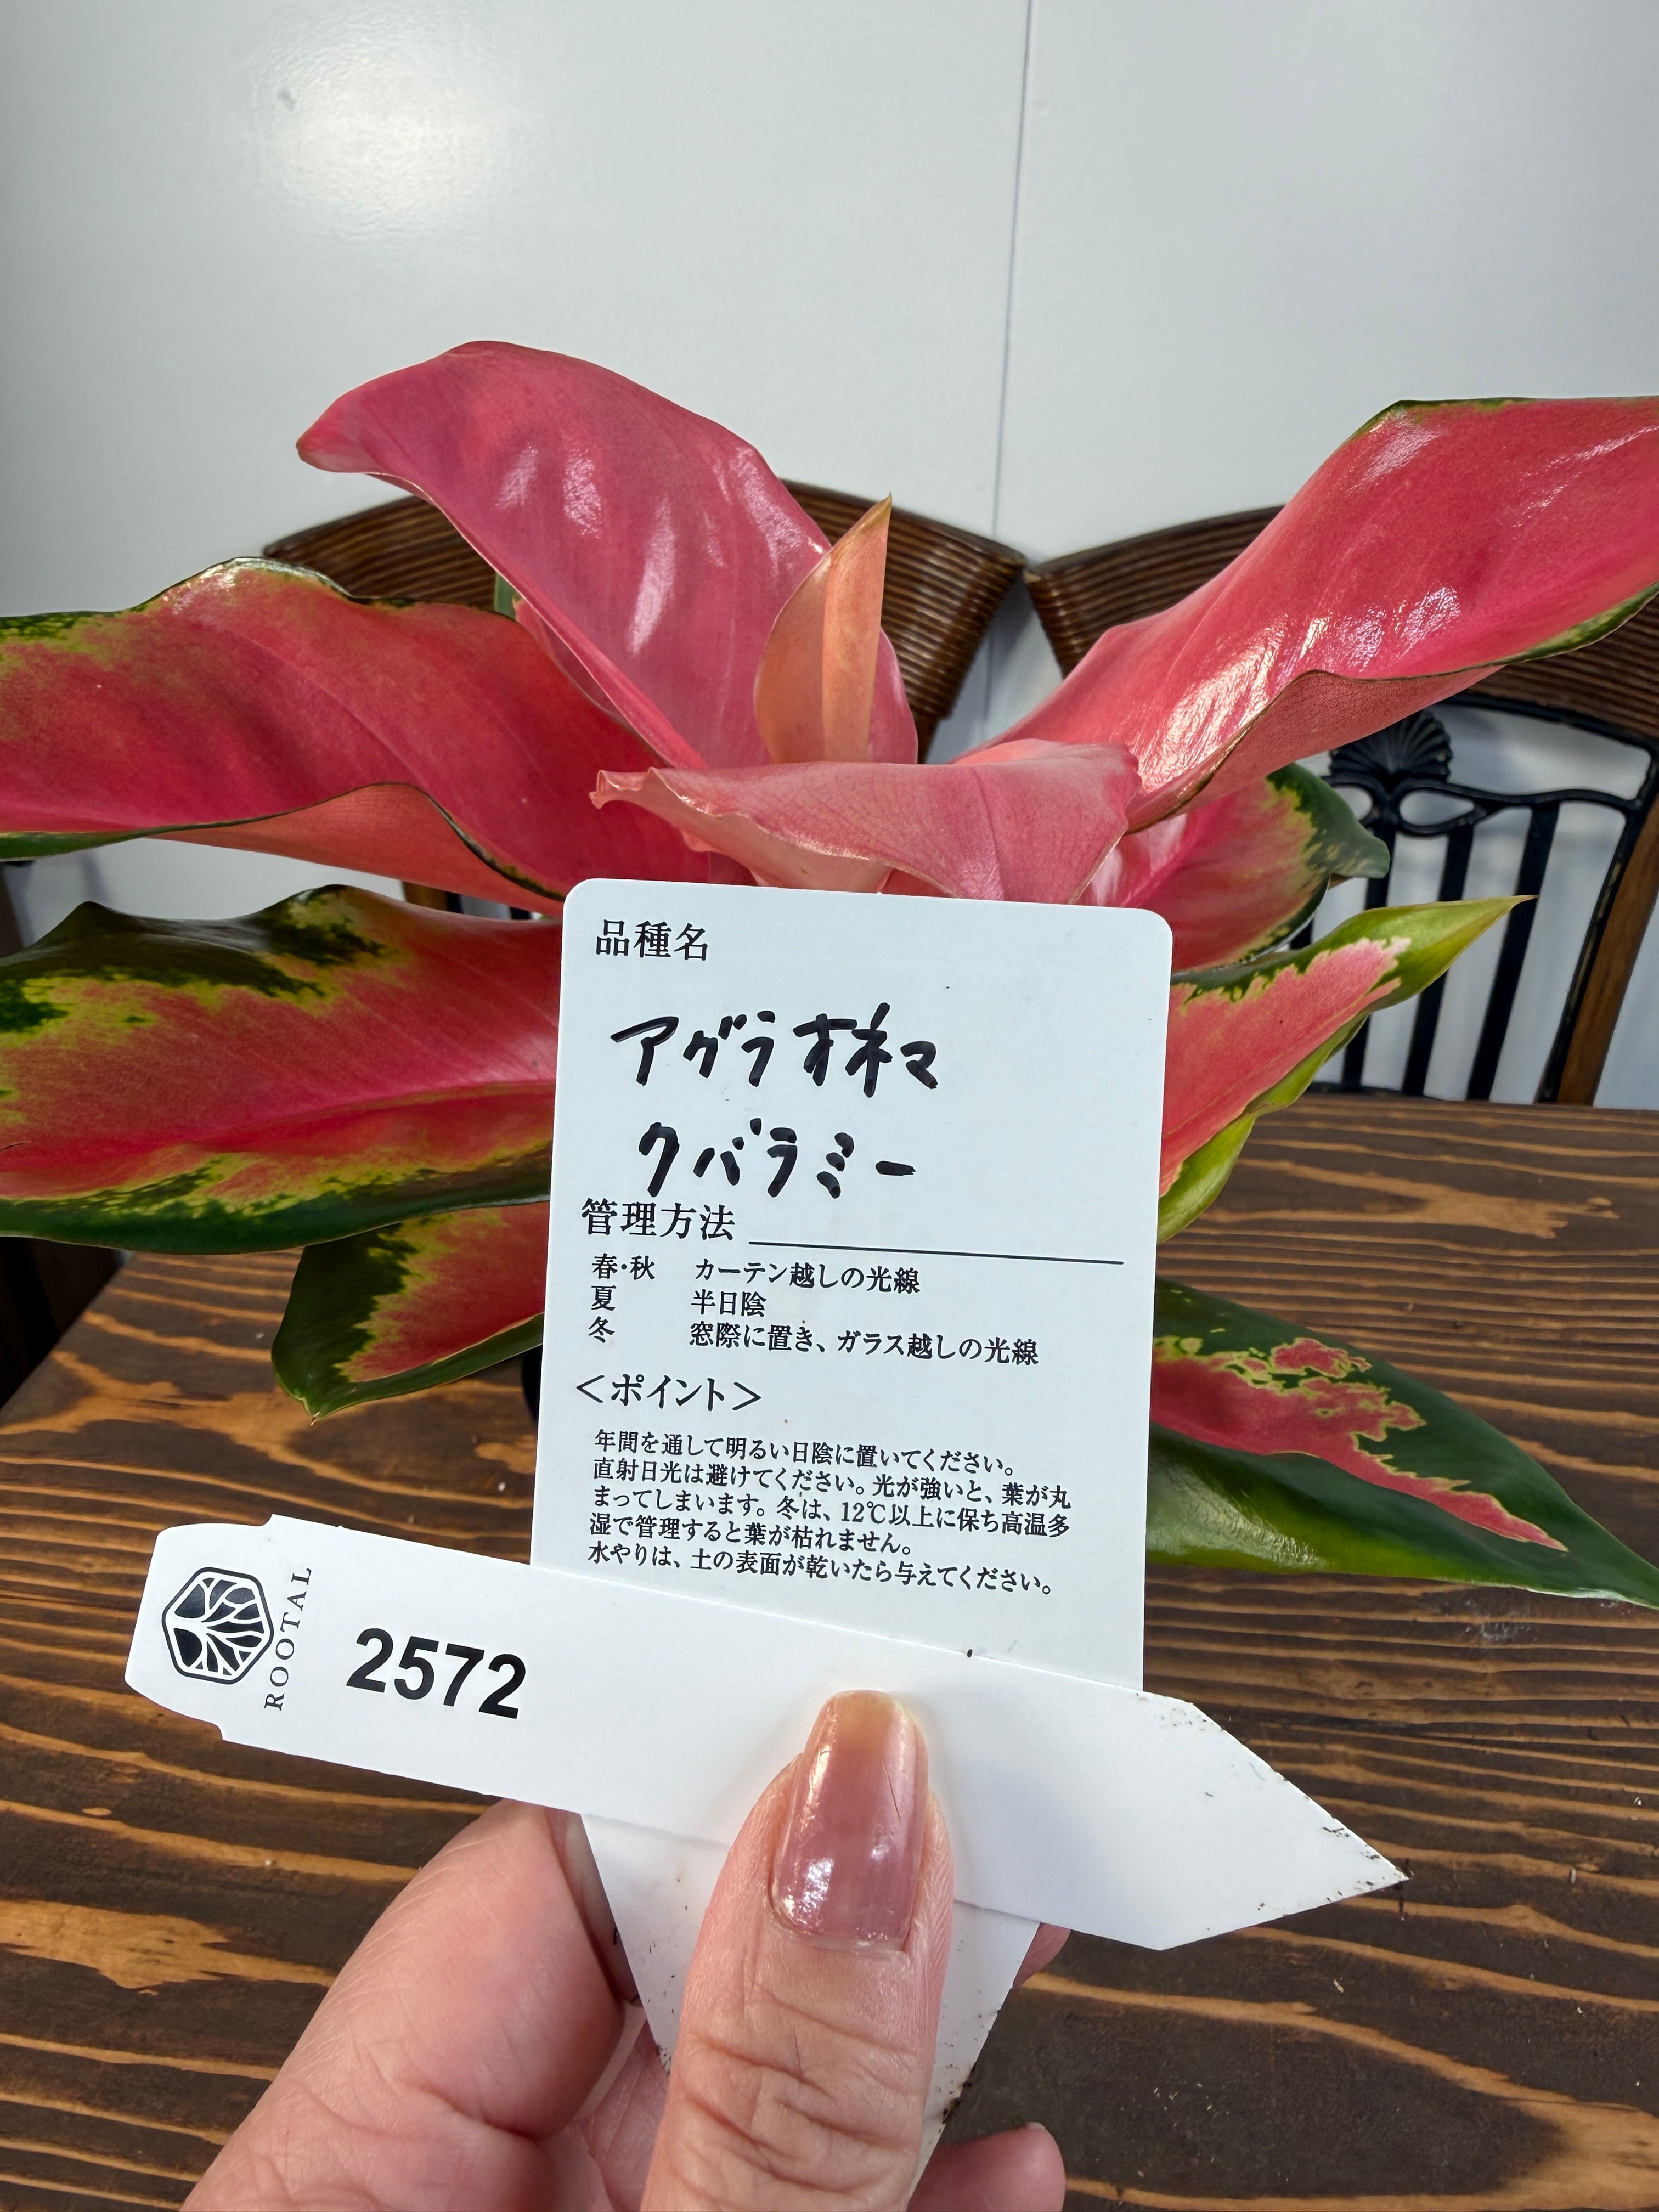 品種名
アグラオネマ
クバラミー
管理方法
春・秋 カーテン越しの光線
夏 半日陰
冬 窓際に置き、ガラス越しの光線
＜ポイント＞
年間を通して明るい日陰に置いてください。
直射日光は避けてください。光が強いと、葉が丸
まってしまいます。冬は、12℃以上に保ち高温多
湿で管理すると葉が枯れません。
水やりは、土の表面が乾いたら与えてください。
ROOTAL
2572